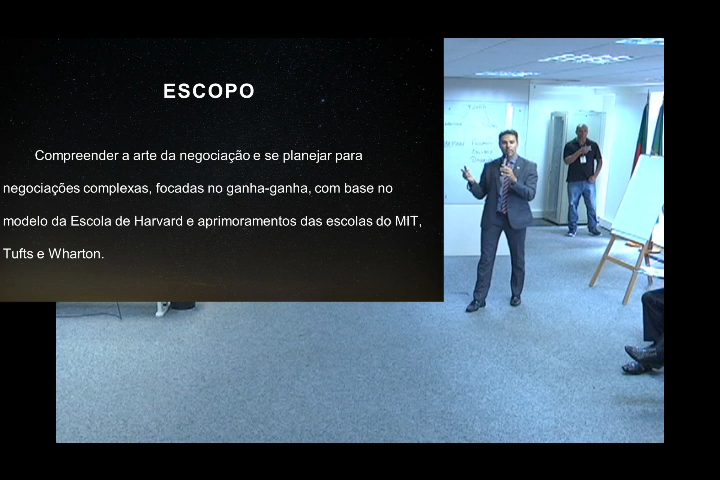 ESCOPO
Compreender a arte da negociação e se planejar para
negociações complexas, focadas no ganha-ganha, com base no
modelo da Escola de Harvard e aprimoramentos das escolas do MIT,
Tufts e Wharton.